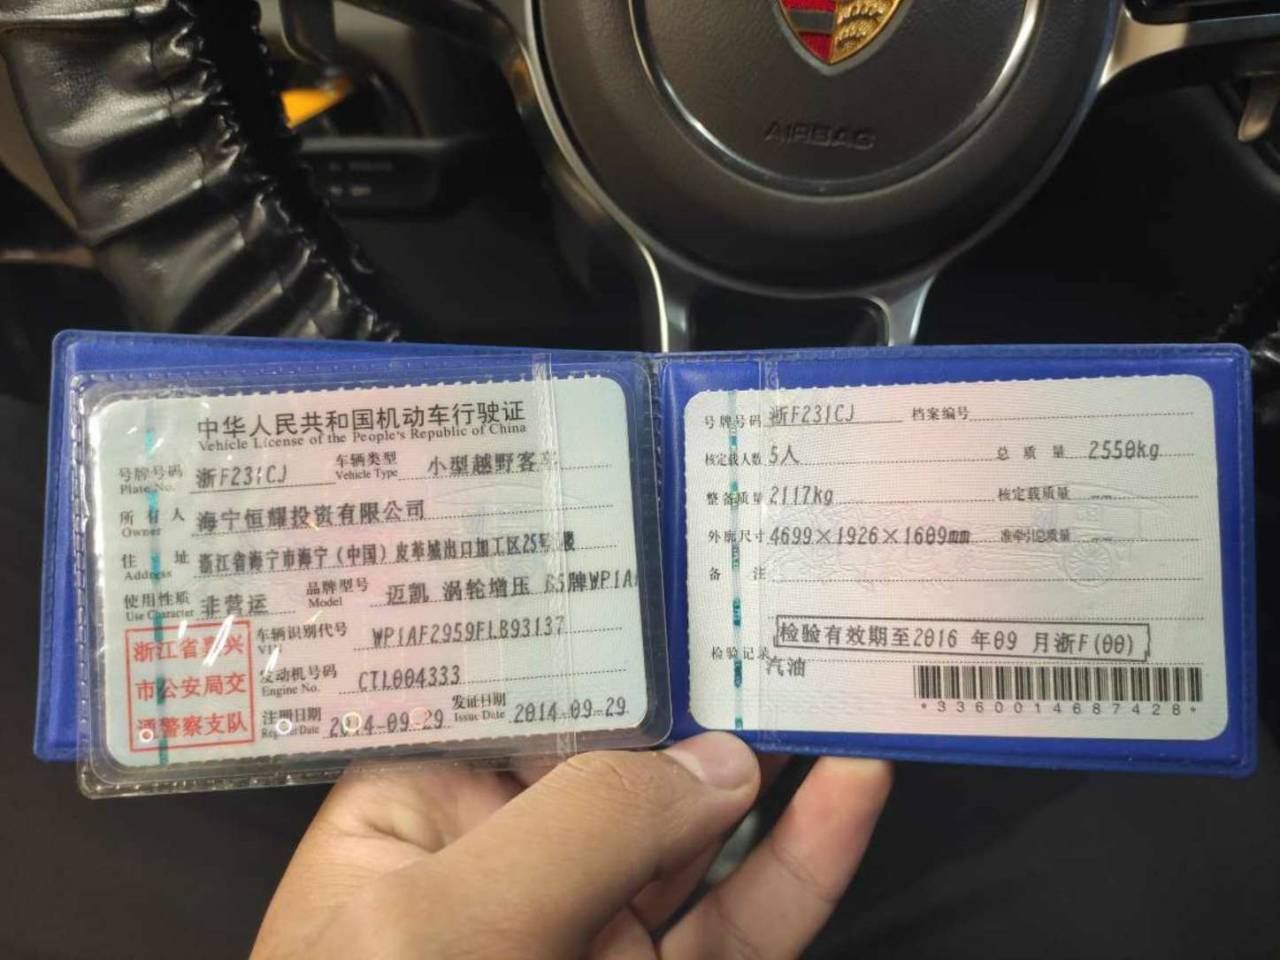 AIRBAG
中华人民共和国机动车行驶证
Vehicle License of the People's Republic of China
号牌号码 浙F231CJ 车辆类型 小型越野客车
Plate No. Vehicle Type
所有人 海宁恒耀投资有限公司
Owner
住址 浙江省海宁市海宁(中国)皮革城出口加工区25号 楼
Address
使用性质 非营运 品牌型号 迈凯 涡轮增压 牌WP1A
Use Character Model
浙江省嘉兴
市公安局交
通警察支队
车辆识别代号 WP1AF2959FLB93137
VIN
发动机号码 CTL004333
Engine No.
注册日期 2014-09-29 发证日期 2014-09-29
Register Date Issue Date
号牌号码 浙F231CJ 档案编号
核定载人数 5人 总质量 2550kg
整备质量 2117kg 核定载质量 --
外廓尺寸 4699×1926×1609mm 准牵引总质量 --
备注
检验有效期至2016 年09 月浙F(00)
检验记录
汽油
*3360014687428*